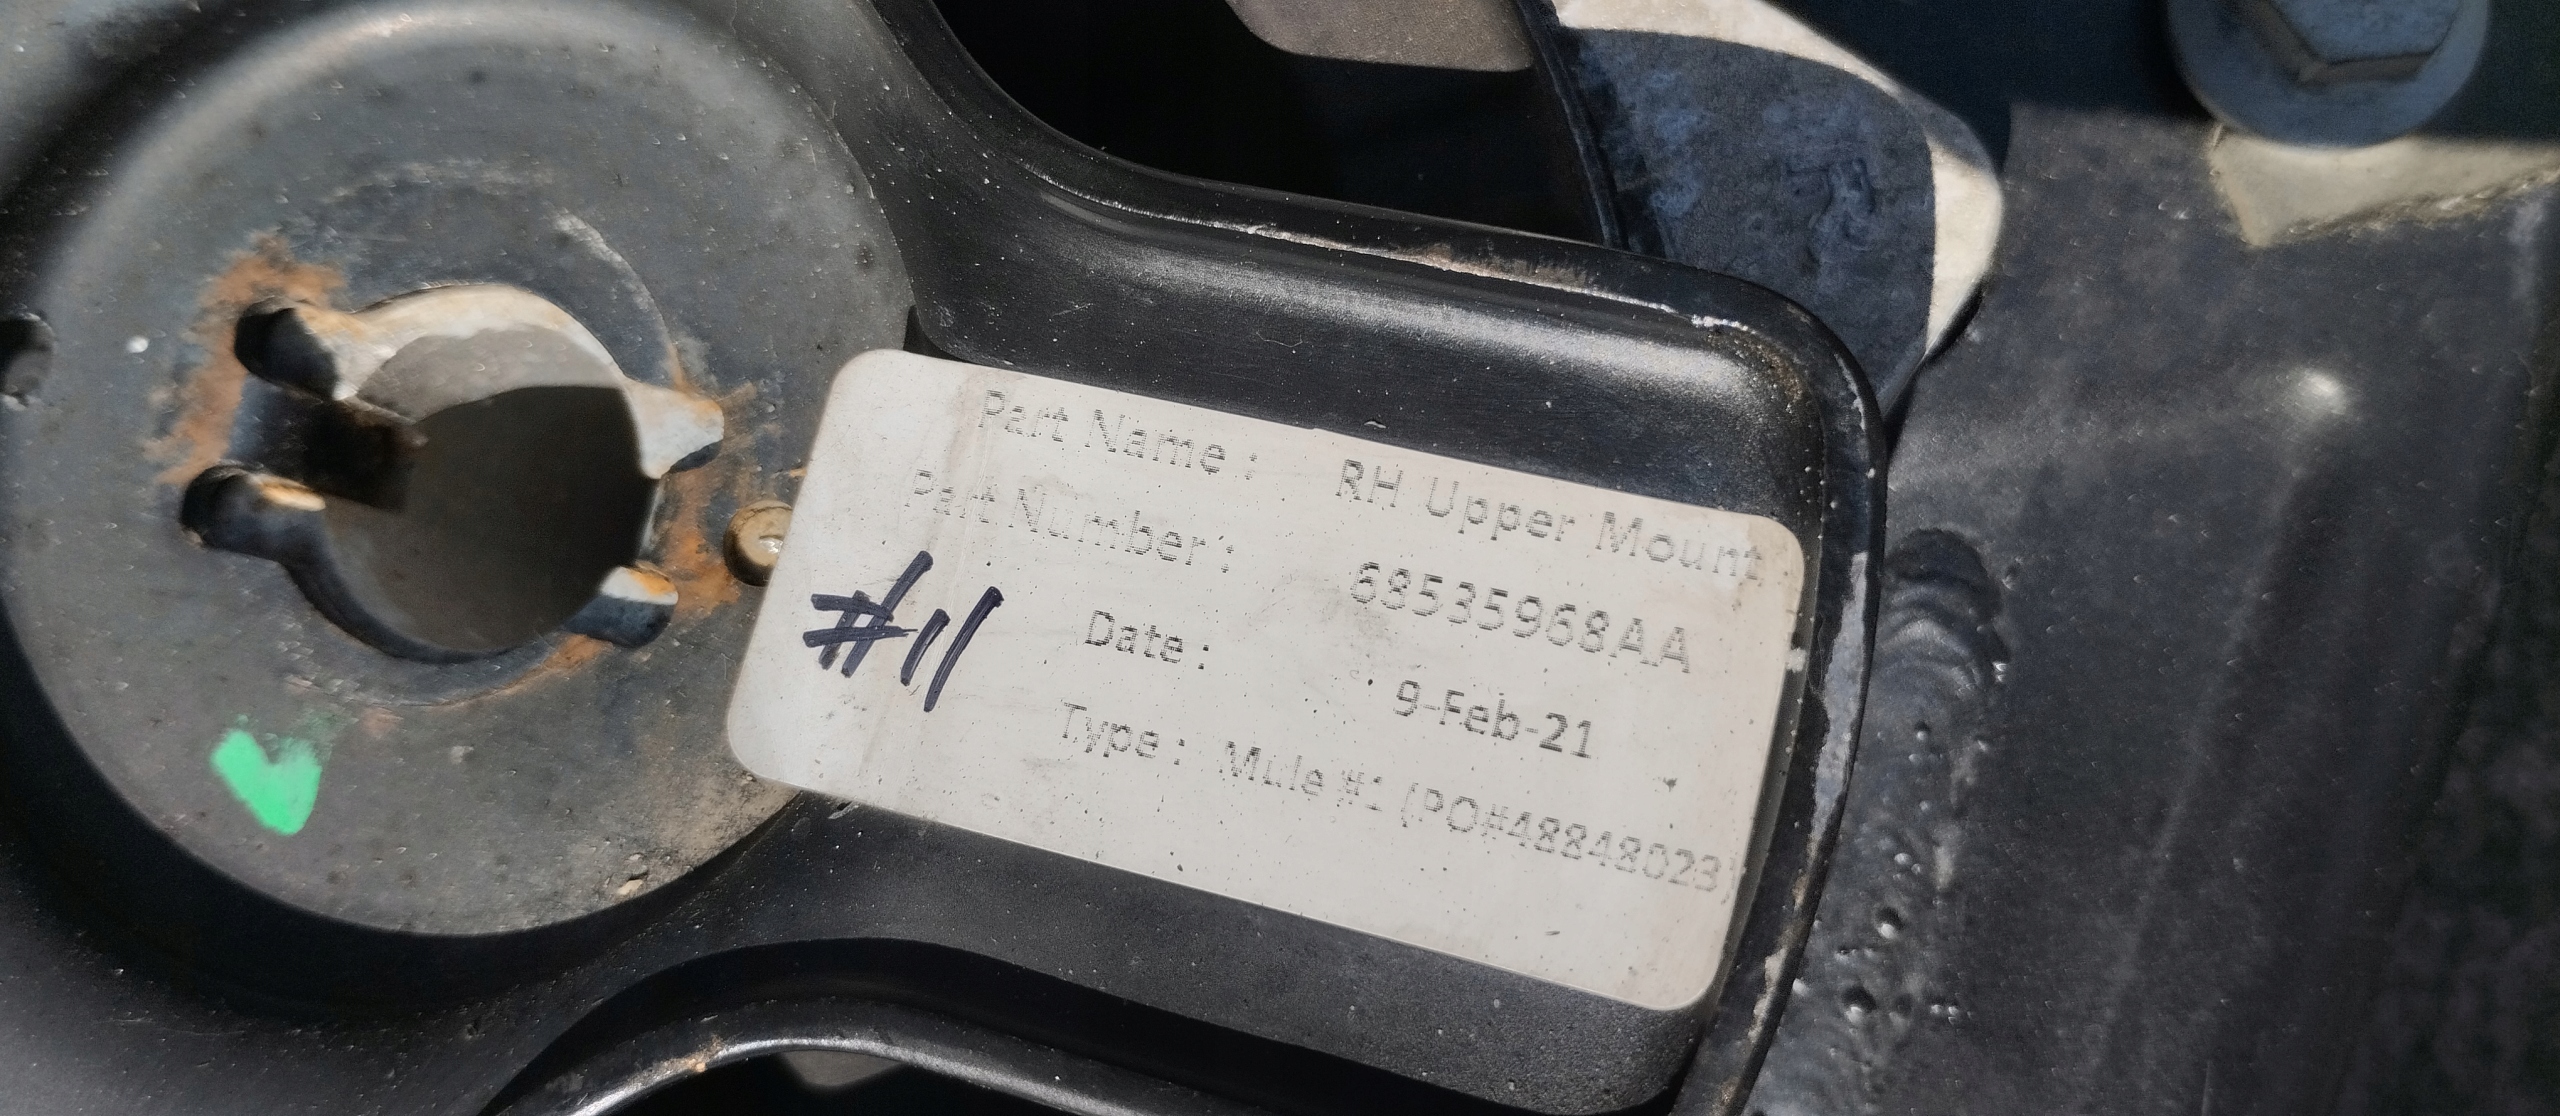 Part Name: RH Upper Mount
Part Number: 68535968AA
#11
Date: 9-Feb-21
Type: Mule #1 (PO#48848023)